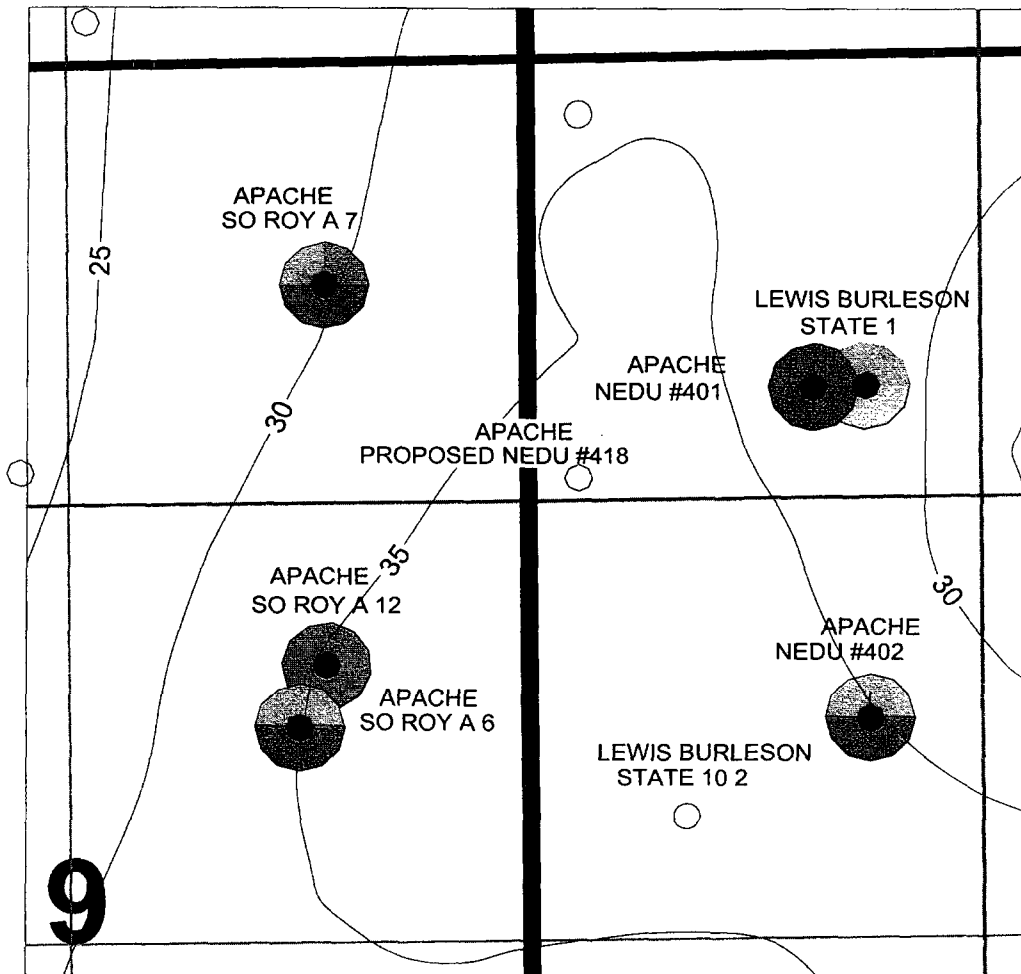 APACHE
SO ROY A 7
25
LEWIS BURLESON
STATE 1
APACHE
NEDU #401
30
APACHE
PROPOSED NEDU #418
35
APACHE
SO ROY A 12
30
APACHE
NEDU #402
APACHE
SO ROY A 6
LEWIS BURLESON
STATE 10 2
9